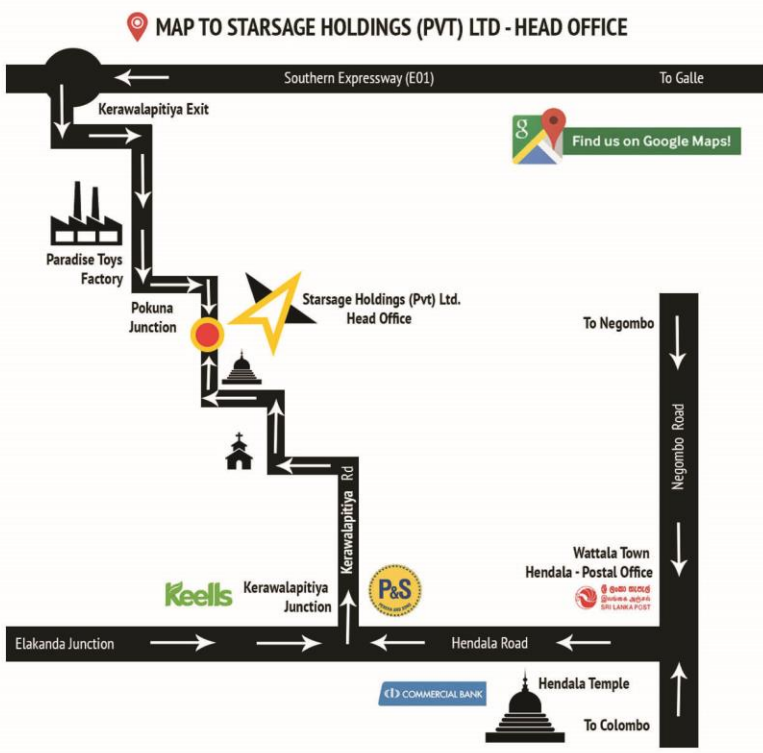 MAP TO STARSAGE HOLDINGS (PVT) LTD - HEAD OFFICE
Southern Expressway (E01)
To Galle
Kerawalapitiya Exit
g
Find us on Google Maps!
Paradise Toys
Factory
Pokuna
Junction
Starsage Holdings (Pvt) Ltd.
Head Office
To Negombo
Negombo Road
Kerawalapitiya Rd
Wattala Town
Hendala - Postal Office
ශ්‍රී ලංකා තැපැල්
இலங்கை அஞ்சல்
SRI LANKA POST
Keells
Kerawalapitiya
Junction
P&S
Elakanda Junction
Hendala Road
COMMERCIAL BANK
Hendala Temple
To Colombo